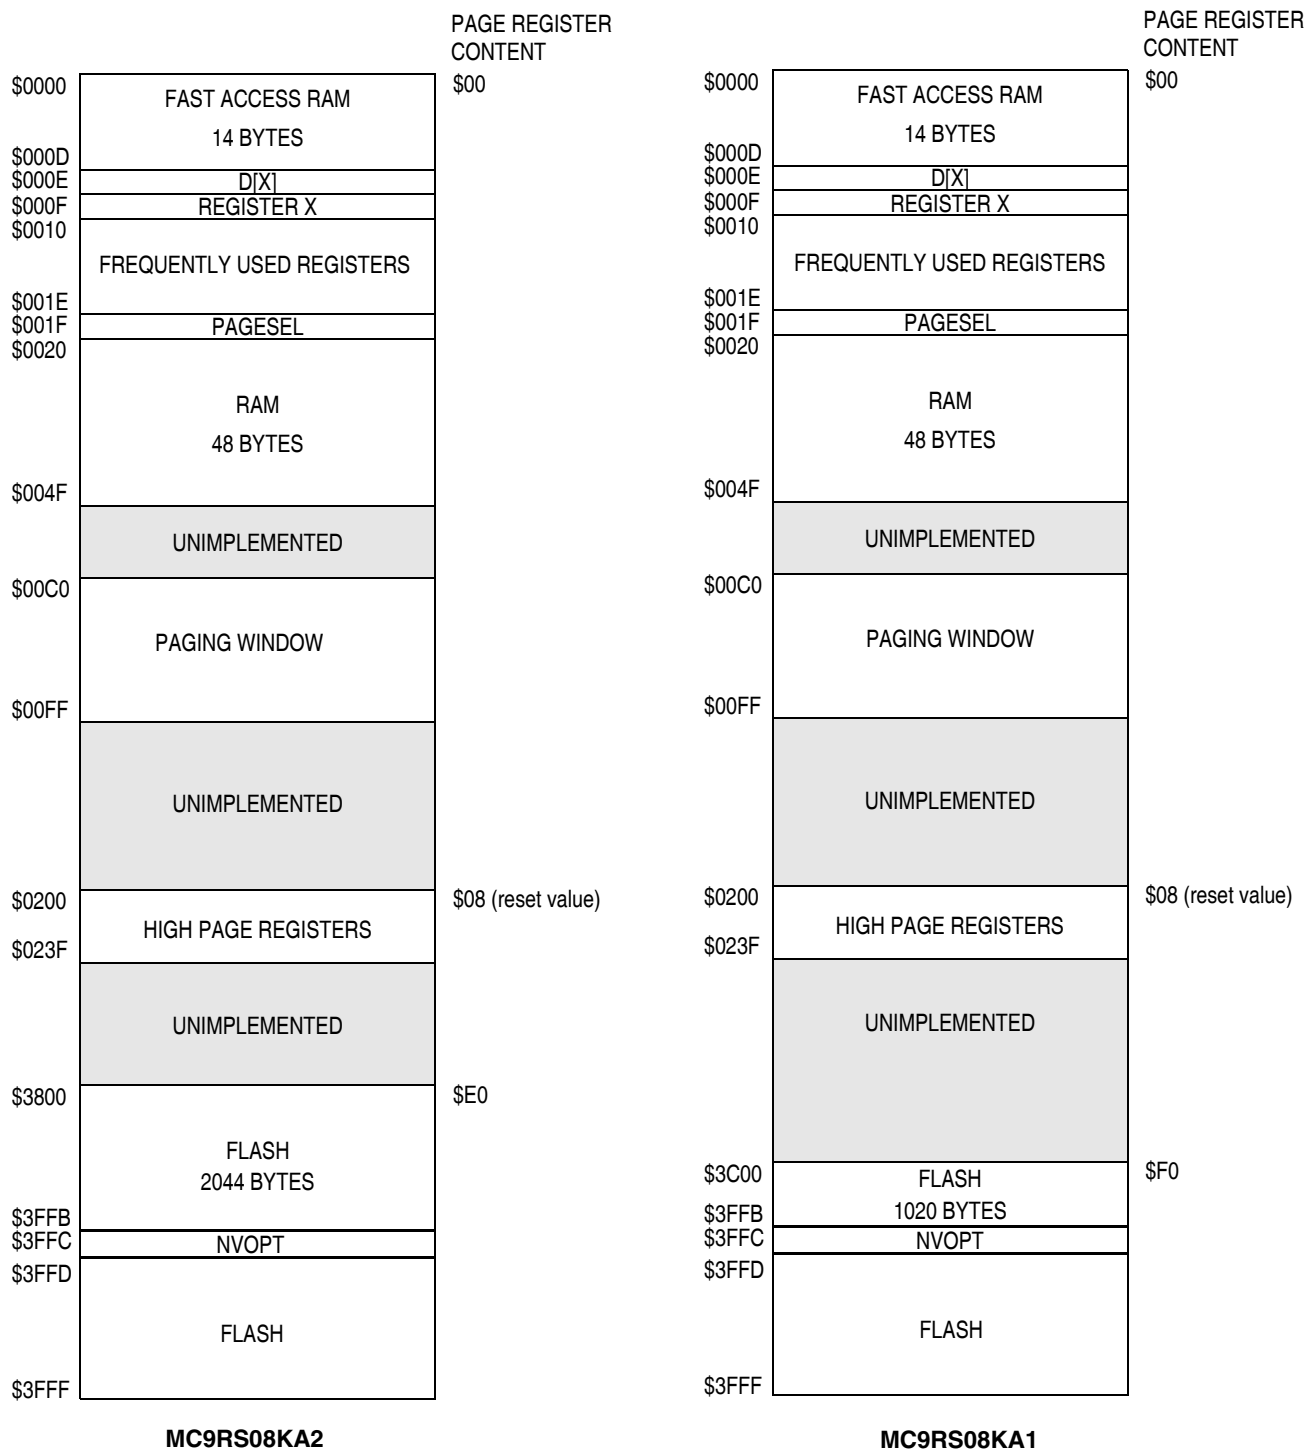 PAGE REGISTER
CONTENT
$0000
FAST ACCESS RAM
$00
14 BYTES
$000D
$000E
D[X]
$000F
REGISTER X
$0010
FREQUENTLY USED REGISTERS
$001E
$001F
PAGESEL
$0020
RAM
48 BYTES
$004F
UNIMPLEMENTED
$00C0
PAGING WINDOW
$00FF
UNIMPLEMENTED
$0200
$08 (reset value)
HIGH PAGE REGISTERS
$023F
UNIMPLEMENTED
$3800
$E0
FLASH
2044 BYTES
$3FFB
$3FFC
NVOPT
$3FFD
FLASH
$3FFF
MC9RS08KA2
PAGE REGISTER
CONTENT
$0000
FAST ACCESS RAM
$00
14 BYTES
$000D
$000E
D[X]
$000F
REGISTER X
$0010
FREQUENTLY USED REGISTERS
$001E
$001F
PAGESEL
$0020
RAM
48 BYTES
$004F
UNIMPLEMENTED
$00C0
PAGING WINDOW
$00FF
UNIMPLEMENTED
$0200
$08 (reset value)
HIGH PAGE REGISTERS
$023F
UNIMPLEMENTED
$3C00
$F0
FLASH
1020 BYTES
$3FFB
$3FFC
NVOPT
$3FFD
FLASH
$3FFF
MC9RS08KA1